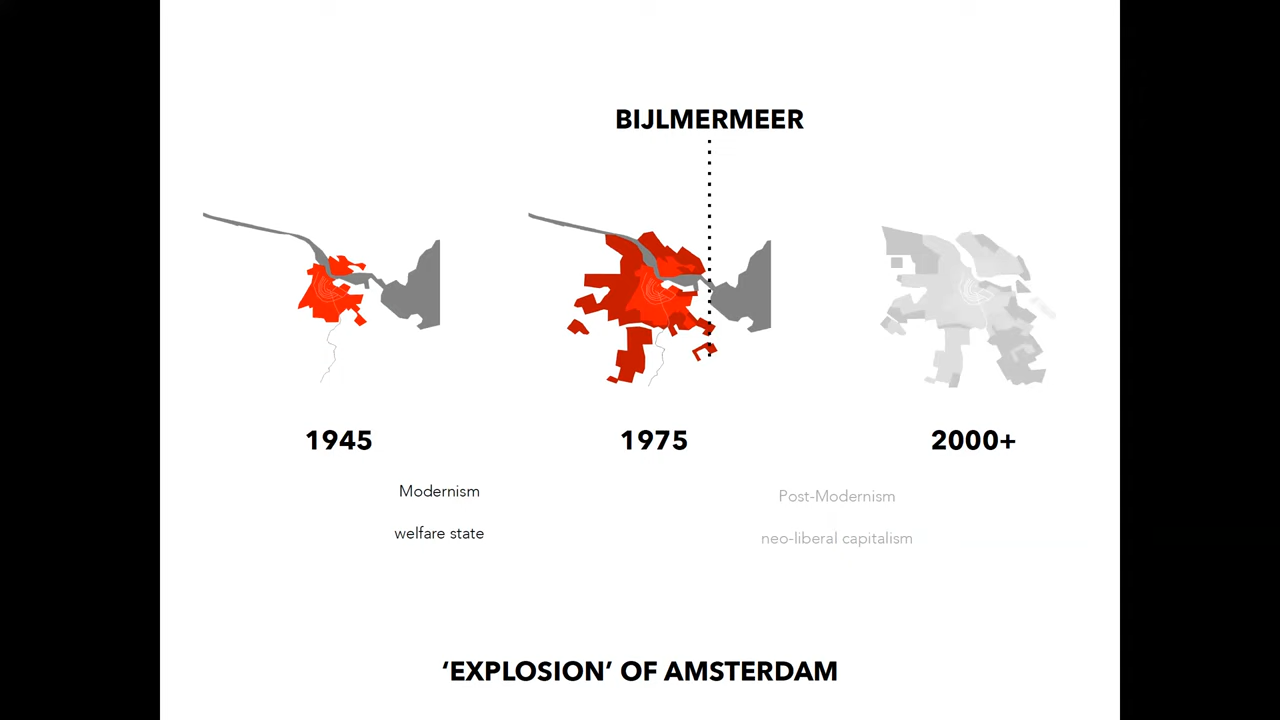 BIJLMERMEER
1945
1975
2000+
Modernism
Post-Modernism
welfare state
neo-liberal capitalism
‘EXPLOSION’ OF AMSTERDAM